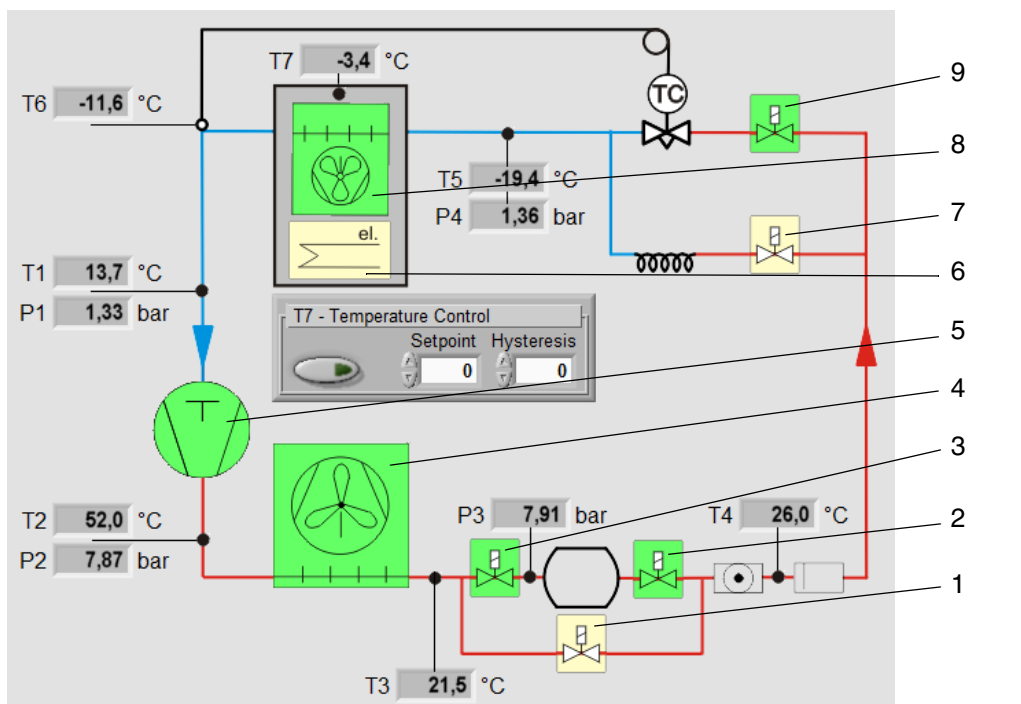 T7 -3,4 °C
T6 -11,6 °C
TC
9
8
T5 -19,4 °C
P4 1,36 bar
7
el.
6
T1 13,7 °C
P1 1,33 bar
T7 - Temperature Control
Setpoint Hysteresis
0 0
5
4
3
T2 52,0 °C
P2 7,87 bar
P3 7,91 bar
T4 26,0 °C
2
1
T3 21,5 °C